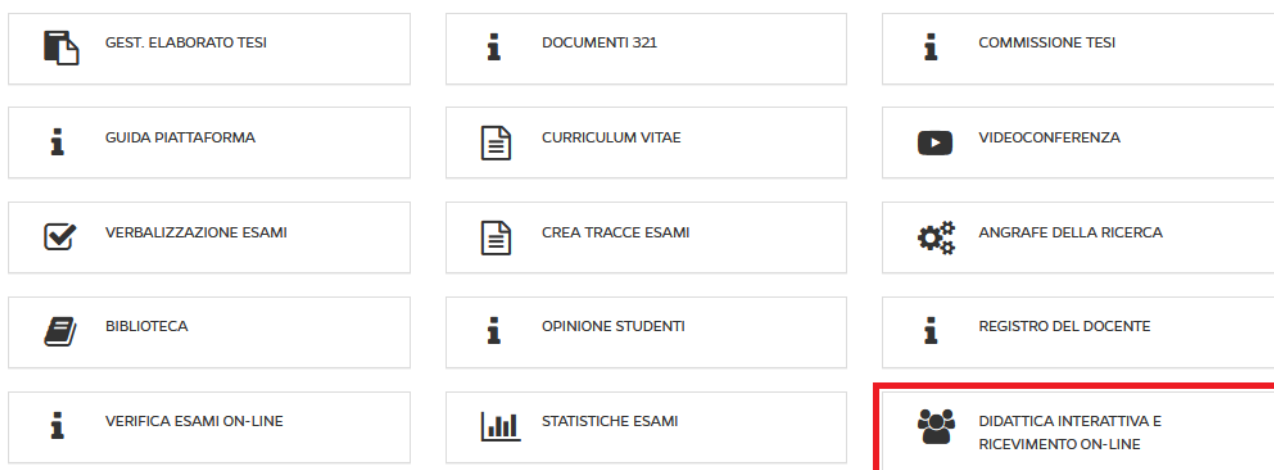 GEST. ELABORATO TESI
DOCUMENTI 321
COMMISSIONE TESI
GUIDA PIATTAFORMA
CURRICULUM VITAE
VIDEOCONFERENZA
VERBALIZZAZIONE ESAMI
CREA TRACCE ESAMI
ANGRAFE DELLA RICERCA
BIBLIOTECA
OPINIONE STUDENTI
REGISTRO DEL DOCENTE
VERIFICA ESAMI ON-LINE
STATISTICHE ESAMI
DIDATTICA INTERATTIVA E
RICEVIMENTO ON-LINE